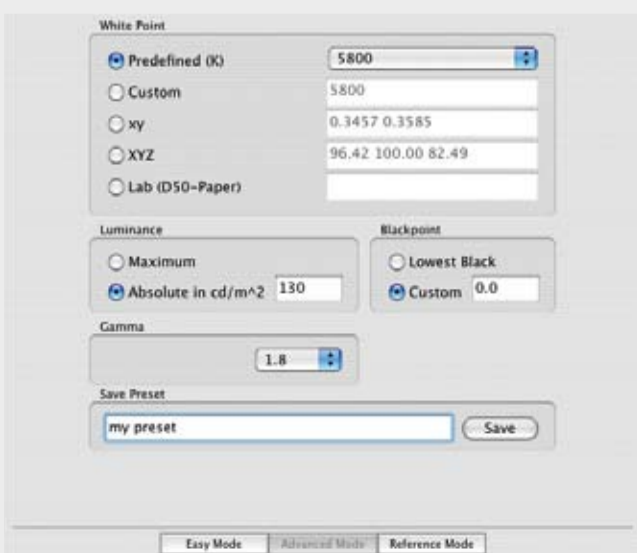 White Point
Predefined (K) 5800
Custom 5800
xy 0.3457 0.3585
XYZ 96.42 100.00 82.49
Lab (D50-Paper)
Luminance Blackpoint
Maximum Lowest Black
Absolute in cd/m^2 130 Custom 0.0
Gamma
1.8
Save Preset
my preset Save
Easy Mode Advanced Mode Reference Mode